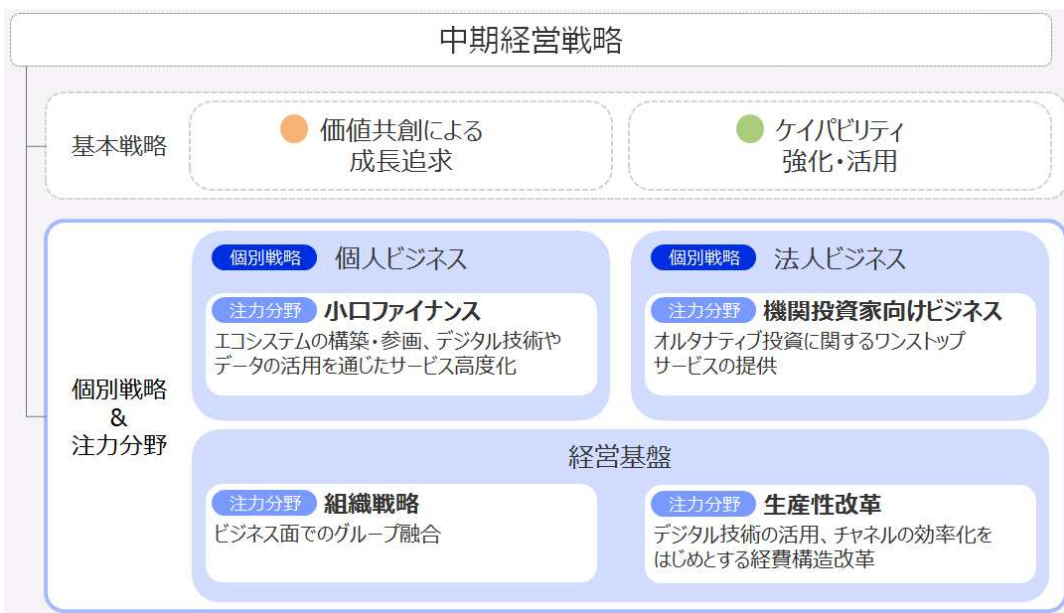 中期経営戦略
基本戦略
価値共創による
成長追求
ケイパビリティ
強化・活用
個別戦略
&
注力分野
個別戦略 個人ビジネス
注力分野 小口ファイナンス
エコシステムの構築・参画、デジタル技術や
データの活用を通じたサービス高度化
個別戦略 法人ビジネス
注力分野 機関投資家向けビジネス
オルタナティブ投資に関するワンストップ
サービスの提供
経営基盤
注力分野 組織戦略
ビジネス面でのグループ融合
注力分野 生産性改革
デジタル技術の活用、チャネルの効率化を
はじめとする経費構造改革